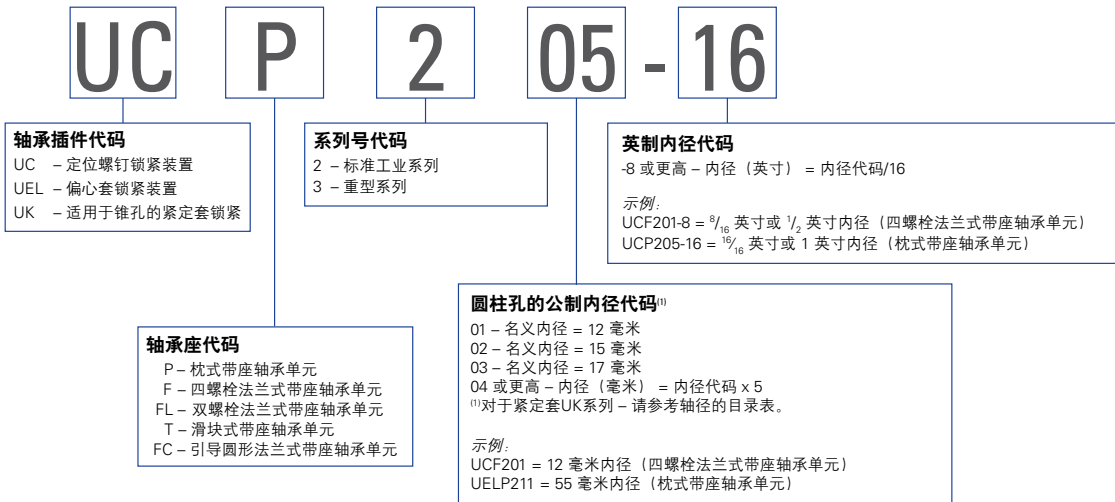 UC P 2 05 - 16
轴承插件代码
UC – 定位螺钉锁紧装置
UEL – 偏心套锁紧装置
UK – 适用于锥孔的紧定套锁紧
系列号代码
2 – 标准工业系列
3 – 重型系列
英制内径代码
-8 或更高 – 内径（英寸）= 内径代码/16
示例:
UCF201-8 = 8/16 英寸或 1/2 英寸内径（四螺栓法兰式带座轴承单元）
UCP205-16 = 16/16 英寸或 1 英寸内径（枕式带座轴承单元）
轴承座代码
P – 枕式带座轴承单元
F – 四螺栓法兰式带座轴承单元
FL – 双螺栓法兰式带座轴承单元
T – 滑块式带座轴承单元
FC – 引导圆形法兰式带座轴承单元
圆柱孔的公制内径代码(1)
01 – 名义内径 = 12 毫米
02 – 名义内径 = 15 毫米
03 – 名义内径 = 17 毫米
04 或更高 – 内径（毫米）= 内径代码 x 5
(1)对于紧定套UK系列 – 请参考轴径的目录表。
示例:
UCF201 = 12 毫米内径（四螺栓法兰式带座轴承单元）
UELP211 = 55 毫米内径（枕式带座轴承单元）